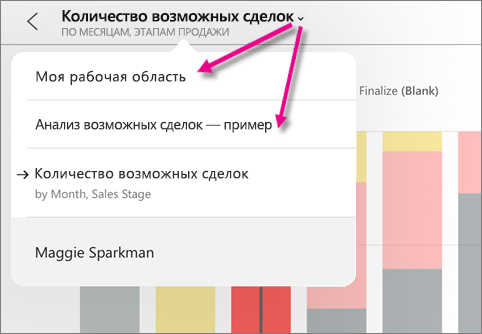 Количество возможных сделок
ПО МЕСЯЦАМ, ЭТАПАМ ПРОДАЖИ
Моя рабочая область
Finalize (Blank)
Анализ возможных сделок — пример
Количество возможных сделок
by Month, Sales Stage
Maggie Sparkman